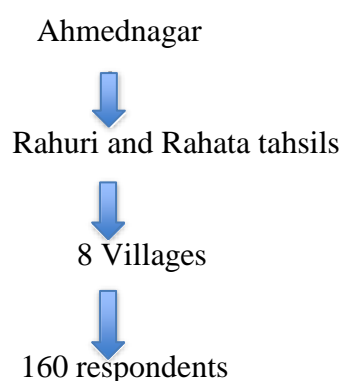 Ahmednagar
Rahuri and Rahata tahsils
8 Villages
160 respondents